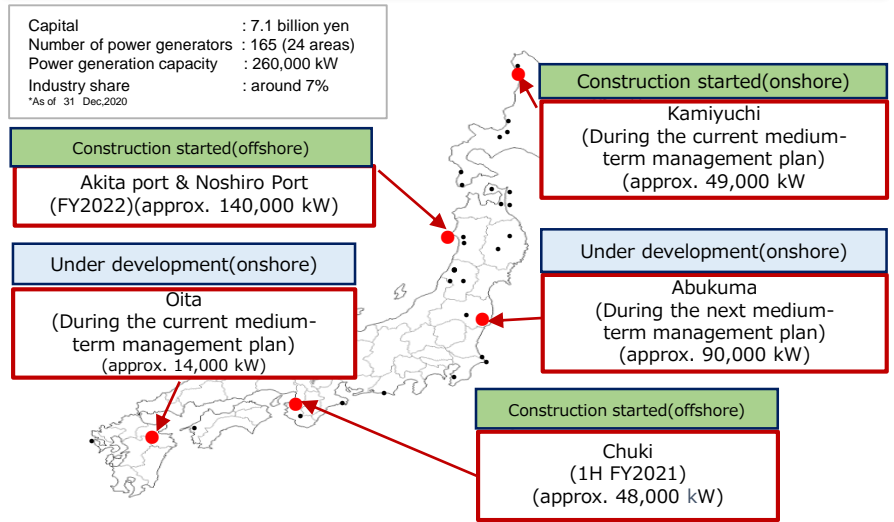 Capital : 7.1 billion yen
Number of power generators : 165 (24 areas)
Power generation capacity : 260,000 kW
Industry share : around 7%
*As of 31 Dec,2020
Construction started(onshore)
Kamiyuchi
(During the current medium-
term management plan)
(approx. 49,000 kW
Construction started(offshore)
Akita port & Noshiro Port
(FY2022)(approx. 140,000 kW)
Under development(onshore)
Oita
(During the current medium-
term management plan)
(approx. 14,000 kW)
Under development(onshore)
Abukuma
(During the next medium-
term management plan)
(approx. 90,000 kW)
Construction started(offshore)
Chuki
(1H FY2021)
(approx. 48,000 kW)